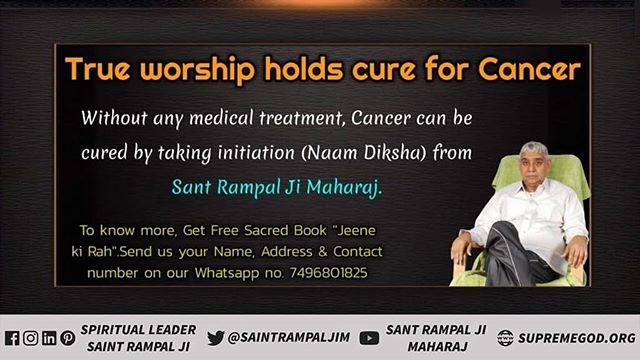 True worship holds cure for Cancer
Without any medical treatment, Cancer can be
cured by taking initiation (Naam Diksha) from
Sant Rampal Ji Maharaj.
To know more, Get Free Sacred Book "Jeene
ki Rah".Send us your Name, Address & Contact
number on our Whatsapp no. 7496801825
SPIRITUAL LEADER
SAINT RAMPAL JI
@SAINTRAMPALJIM
SANT RAMPAL JI
MAHARAJ
SUPREMEGOD.ORG